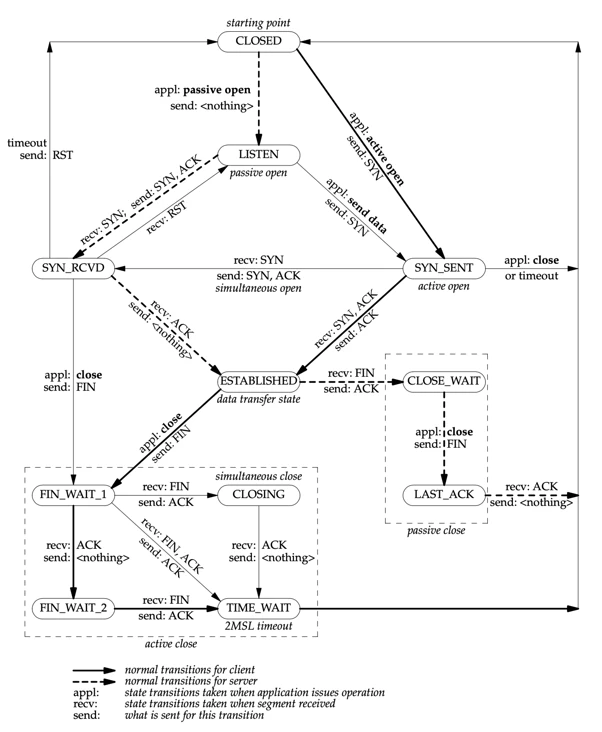 starting point
CLOSED
appl: passive open
send: <nothing>
appl: active open
send: SYN
timeout
send: RST
LISTEN
passive open
recv: SYN; send: SYN, ACK
recv: RST
appl: send data
send: SYN
SYN_RCVD
recv: SYN
send: SYN, ACK
simultaneous open
SYN_SENT
active open
appl: close
or timeout
recv: ACK
send: <nothing>
recv: SYN, ACK
send: ACK
appl: close
send: FIN
ESTABLISHED
data transfer state
recv: FIN
send: ACK
CLOSE_WAIT
appl: close
send: FIN
appl: close
send: FIN
LAST_ACK
recv: ACK
send: <nothing>
passive close
simultaneous close
FIN_WAIT_1
recv: FIN
send: ACK
CLOSING
recv: ACK
send: <nothing>
recv: FIN, ACK
send: ACK
recv: ACK
send: <nothing>
FIN_WAIT_2
recv: FIN
send: ACK
TIME_WAIT
2MSL timeout
active close
normal transitions for client
normal transitions for server
appl: state transitions taken when application issues operation
recv: state transitions taken when segment received
send: what is sent for this transition